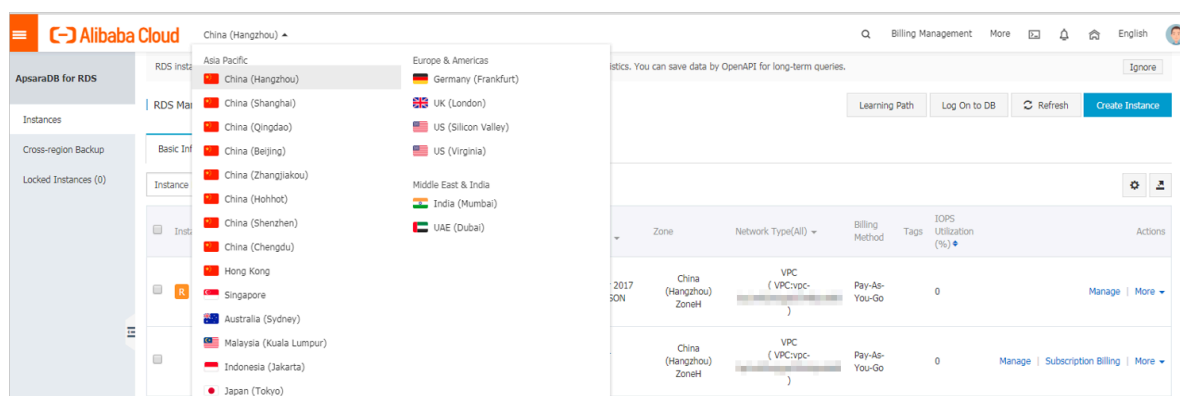 Alibaba Cloud
China (Hangzhou)
Billing Management
More
English
ApsaraDB for RDS
Instances
Cross-region Backup
Locked Instances (0)
RDS insta
istics. You can save data by OpenAPI for long-term queries.
Ignore
RDS Mar
Learning Path
Log On to DB
Refresh
Create Instance
Basic Inf
Instance
Asia Pacific
China (Hangzhou)
China (Shanghai)
China (Qingdao)
China (Beijing)
China (Zhangjiakou)
China (Hohhot)
China (Shenzhen)
China (Chengdu)
Hong Kong
Singapore
Australia (Sydney)
Malaysia (Kuala Lumpur)
Indonesia (Jakarta)
Japan (Tokyo)
Europe & Americas
Germany (Frankfurt)
UK (London)
US (Silicon Valley)
US (Virginia)
Middle East & India
India (Mumbai)
UAE (Dubai)
Insta
Zone
Network Type(All)
Billing
Method
Tags
IOPS
Utilization
(%)
Actions
R
2017
SON
China
(Hangzhou)
ZoneH
VPC
( VPC:vpc-
)
Pay-As-
You-Go
0
Manage | More
China
(Hangzhou)
ZoneH
VPC
( VPC:vpc-
)
Pay-As-
You-Go
0
Manage | Subscription Billing | More